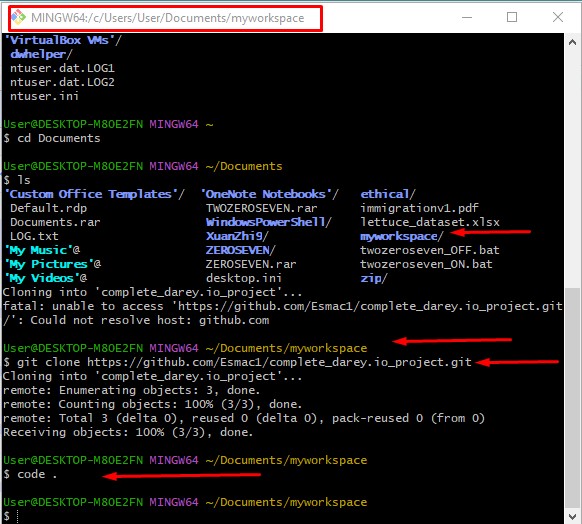 MINGW64:/c/Users/User/Documents/myworkspace
'VirtualBox VMs'/
dwhelper/
ntuser.dat.LOG1
ntuser.dat.LOG2
ntuser.ini
User@DESKTOP-M8OE2FN MINGW64 ~
$ cd Documents
User@DESKTOP-M8OE2FN MINGW64 ~/Documents
$ ls
'Custom Office Templates'/ 'OneNote Notebooks'/ ethical/
Default.rdp TWOZEROSEVEN.rar immigrationv1.pdf
Documents.rar WindowsPowerShell/ lettuce_dataset.xlsx
LOG.txt XuanZhi9/ myworkspace/
'My Music'@ ZEROSEVEN/ twozeroseven_OFF.bat
'My Pictures'@ ZEROSEVEN.rar twozeroseven_ON.bat
'My Videos'@ desktop.ini zip/
Cloning into 'complete_darey.io_project'...
fatal: unable to access 'https://github.com/Esmac1/complete_darey.io_project.git
/': Could not resolve host: github.com
User@DESKTOP-M8OE2FN MINGW64 ~/Documents/myworkspace
$ git clone https://github.com/Esmac1/complete_darey.io_project.git
Cloning into 'complete_darey.io_project'...
remote: Enumerating objects: 3, done.
remote: Counting objects: 100% (3/3), done.
remote: Total 3 (delta 0), reused 0 (delta 0), pack-reused 0 (from 0)
Receiving objects: 100% (3/3), done.
User@DESKTOP-M8OE2FN MINGW64 ~/Documents/myworkspace
$ code .
User@DESKTOP-M8OE2FN MINGW64 ~/Documents/myworkspace
$